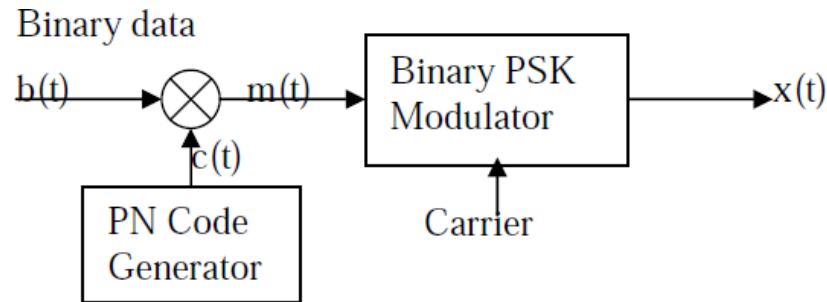 Binary data
b(t)
m(t)
Binary PSK
Modulator
x(t)
c(t)
PN Code
Generator
Carrier